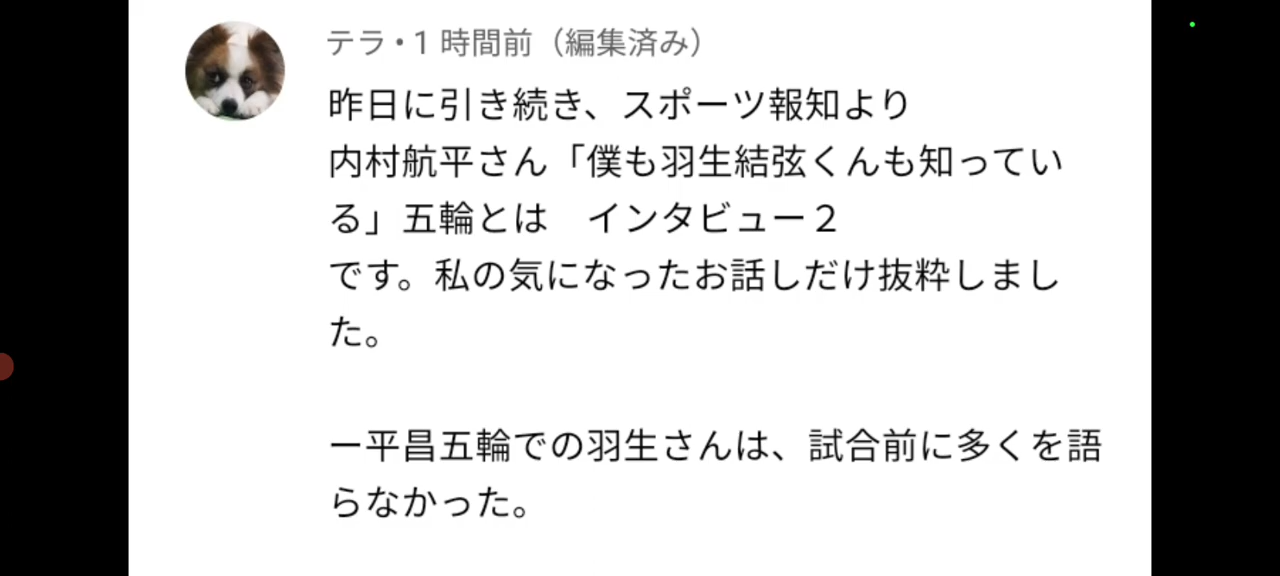 テラ • 1 時間前（編集済み）
昨日に引き続き、スポーツ報知より
内村航平さん「僕も羽生結弦くんも知ってい
る」五輪とは　インタビュー２
です。私の気になったお話しだけ抜粋しまし
た。
ー平昌五輪での羽生さんは、試合前に多くを語
らなかった。